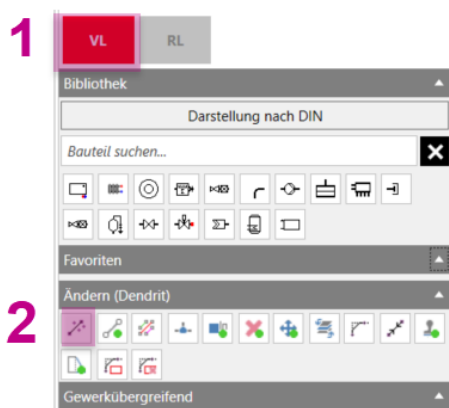 1
VL RL
Bibliothek
Darstellung nach DIN
Bauteil suchen...
Favoriten
Ändern (Dendrit)
2
Gewerkübergreifend